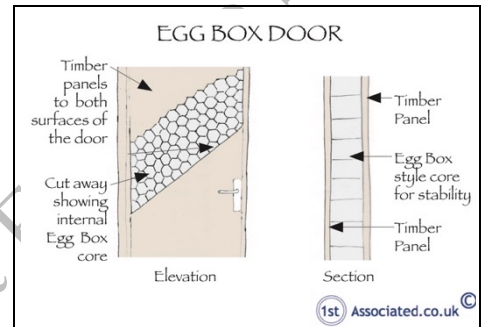 EGG BOX DOOR
Timber
panels
to both
surfaces of
the door
Cut away
showing
internal
Egg Box
core
Elevation
Timber
Panel
Egg Box
style core
for stability
Timber
Panel
Section
1st Associated.co.uk ©